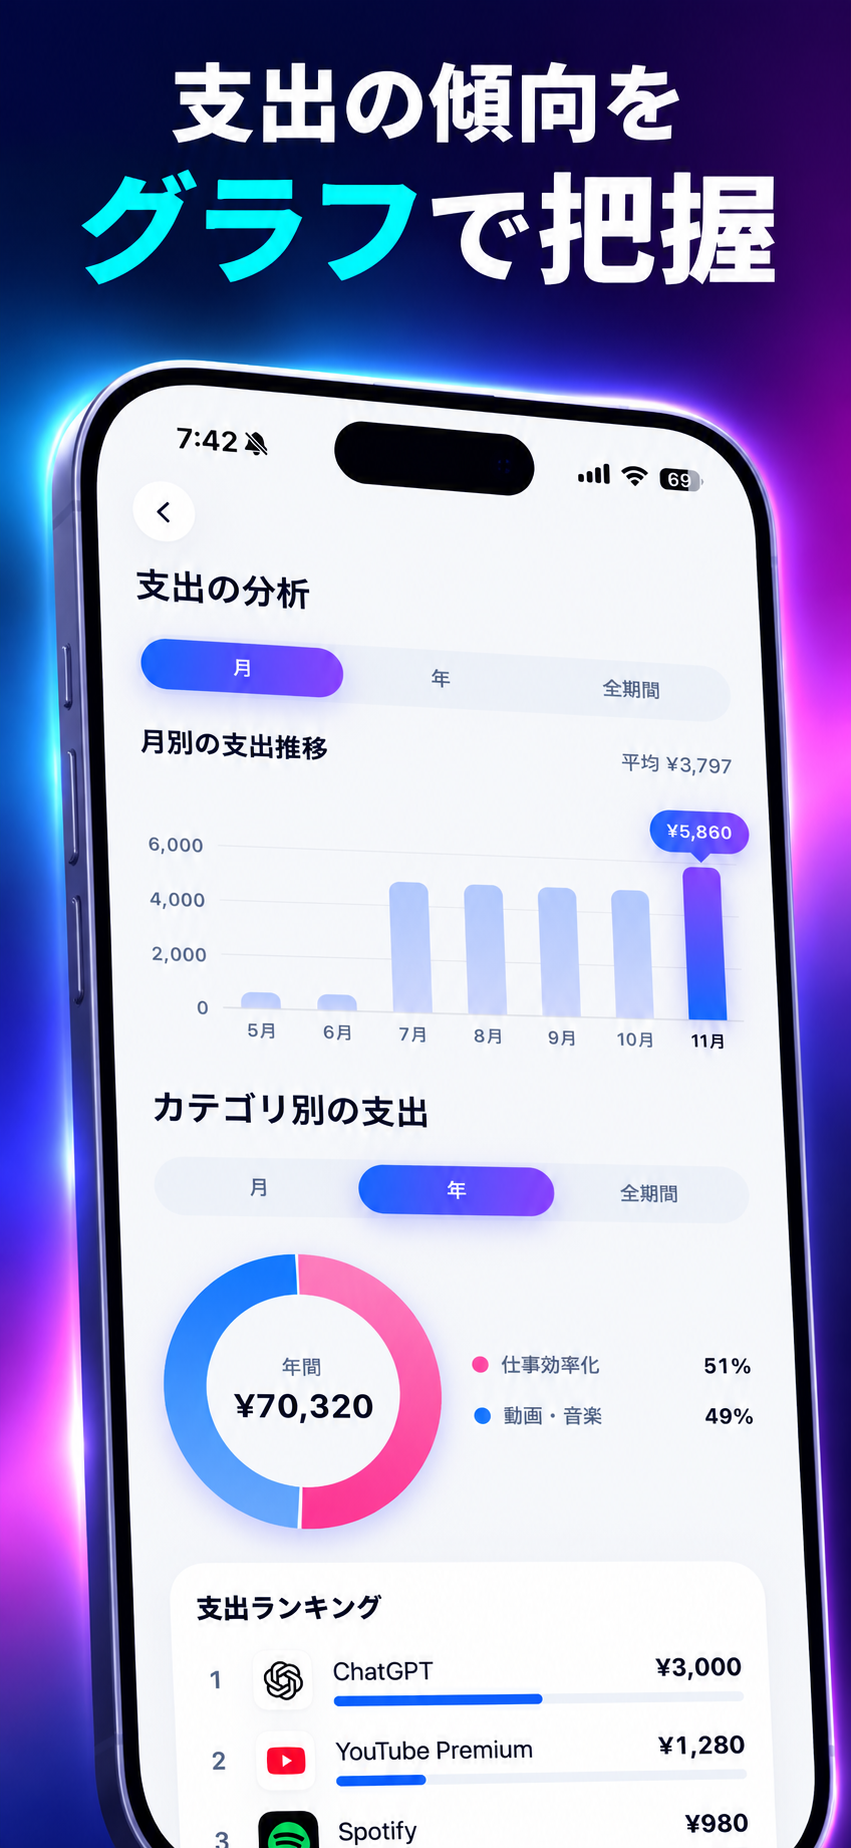 支出の傾向を
グラフで把握
7:42
69
支出の分析
月 年 全期間
月別の支出推移 平均 ¥3,797
¥5,860
6,000
4,000
2,000
0
5月 6月 7月 8月 9月 10月 11月
カテゴリ別の支出
月 年 全期間
年間
¥70,320
仕事効率化 51%
動画・音楽 49%
支出ランキング
1 ChatGPT ¥3,000
2 YouTube Premium ¥1,280
3 Spotify ¥980